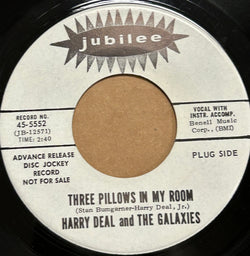 jubilee
RECORD NO.
45-5552
(JB-12571)
TIME: 2:40
VOCAL WITH
INSTR. ACCOMP.
Benell Music
Corp., (BMI)
ADVANCE RELEASE
DISC JOCKEY
RECORD
NOT FOR SALE
PLUG SIDE
THREE PILLOWS IN MY ROOM
(Stan Bumgarner-Harry Deal, Jr.)
HARRY DEAL and THE GALAXIES